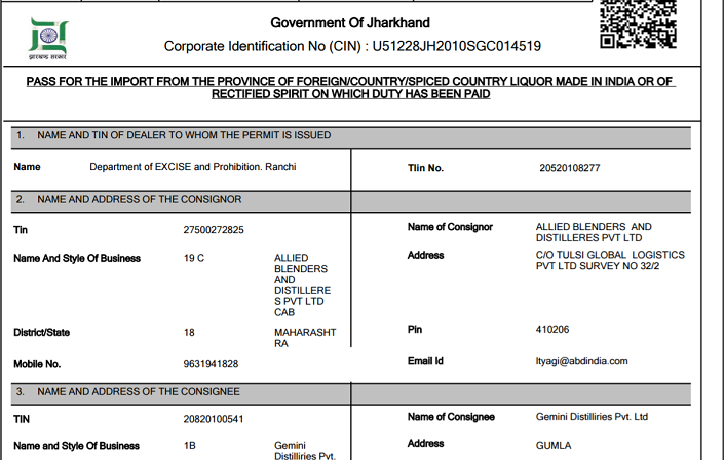 झारखण्ड सरकार
Government Of Jharkhand
Corporate Identification No (CIN) : U51228JH2010SGC014519
PASS FOR THE IMPORT FROM THE PROVINCE OF FOREIGN/COUNTRY/SPICED COUNTRY LIQUOR MADE IN INDIA OR OF
RECTIFIED SPIRIT ON WHICH DUTY HAS BEEN PAID
1. NAME AND TIN OF DEALER TO WHOM THE PERMIT IS ISSUED
Name Department of EXCISE and Prohibition. Ranchi Tlin No. 20520108277
2. NAME AND ADDRESS OF THE CONSIGNOR
Tin 27500272825 Name of Consignor ALLIED BLENDERS AND
DISTILLERES PVT LTD
Name And Style Of Business 19 C ALLIED
BLENDERS
AND
DISTILLERE
S PVT LTD
CAB
Address C/O TULSI GLOBAL LOGISTICS
PVT LTD SURVEY NIO 32/2
District/State 18 MAHARASIHT
RA
Pin 410206
Mobile No. 9631941828 Email Id ltyagi@abdindia.com
3. NAME AND ADDRESS OF THE CONSIGNEE
TIN 20820100541 Name of Consignee Gemini Distilliries Pvt. Ltd
Name and Style Of Business 1B Gemini
Distilliries Pvt.
Address GUMLA